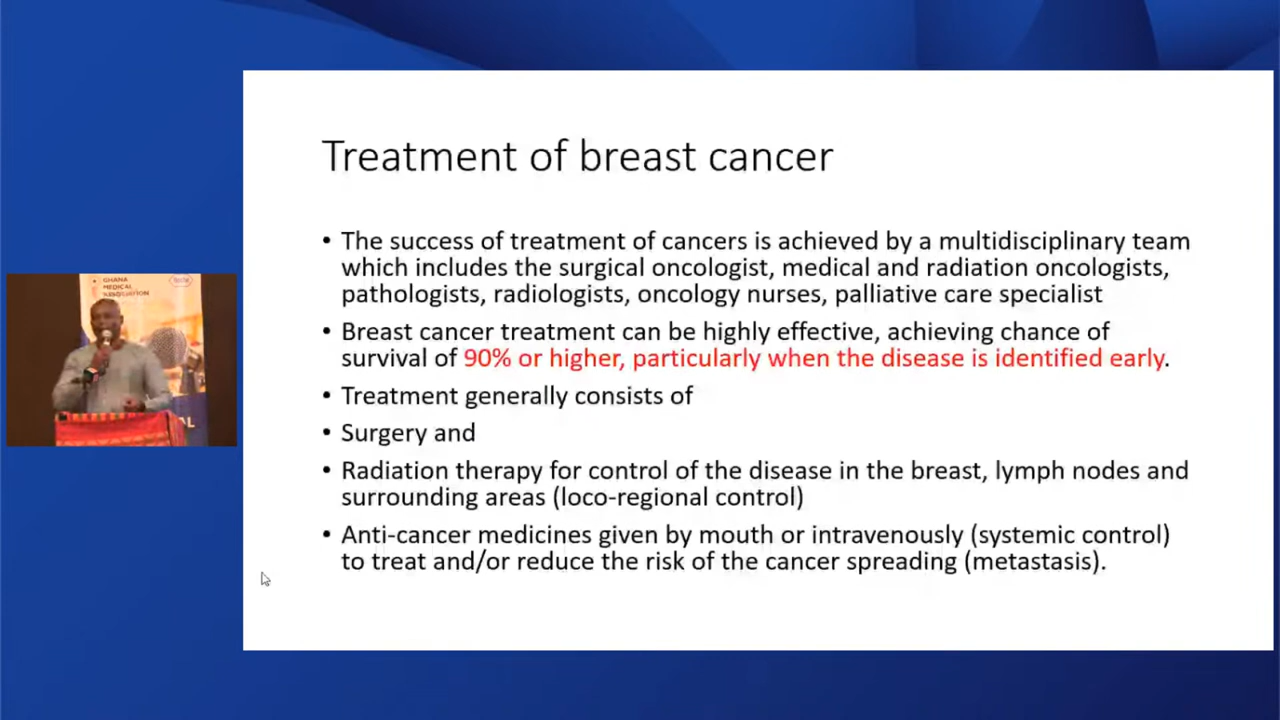 GHANA
MEDICAL
ASSOCIATION
Treatment of breast cancer
• The success of treatment of cancers is achieved by a multidisciplinary team
which includes the surgical oncologist, medical and radiation oncologists,
pathologists, radiologists, oncology nurses, palliative care specialist
• Breast cancer treatment can be highly effective, achieving chance of
survival of 90% or higher, particularly when the disease is identified early.
• Treatment generally consists of
• Surgery and
• Radiation therapy for control of the disease in the breast, lymph nodes and
surrounding areas (loco-regional control)
• Anti-cancer medicines given by mouth or intravenously (systemic control)
to treat and/or reduce the risk of the cancer spreading (metastasis).